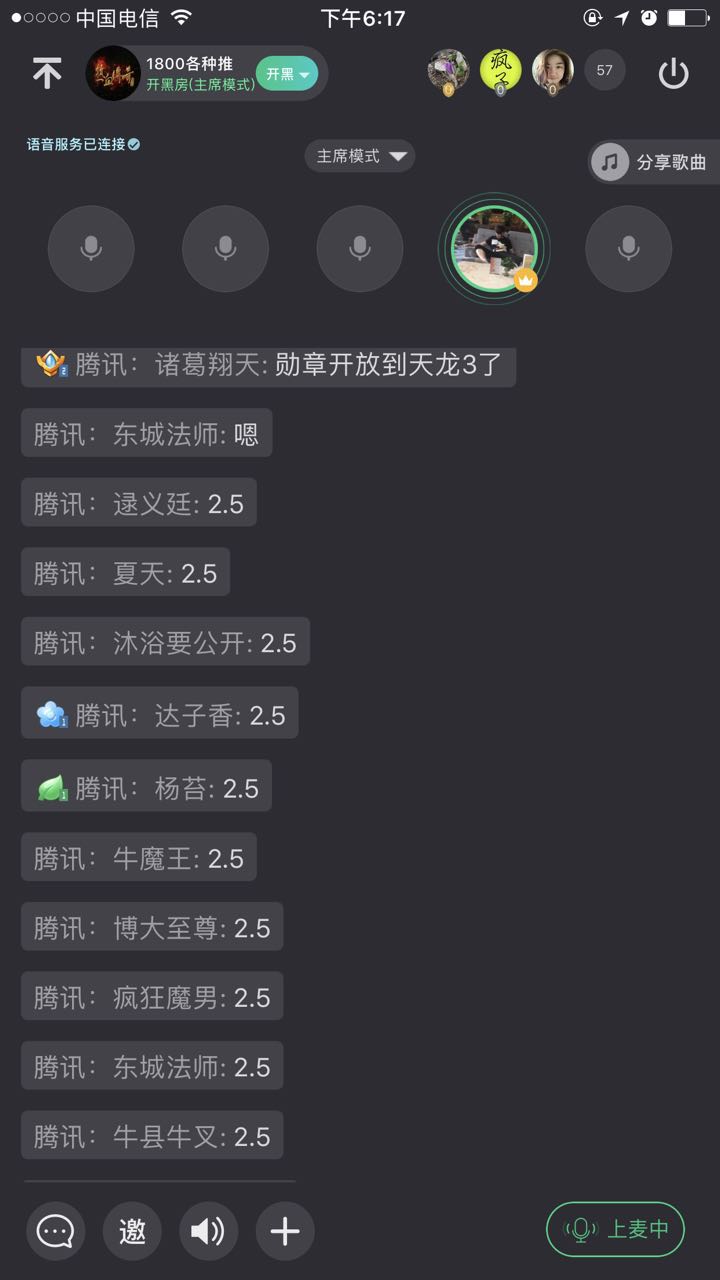 中国电信
下午6:17
1800各种推
开黑房(主席模式)
开黑
疯子
0
0
0
57
语音服务已连接
主席模式
分享歌曲
2 腾讯：诸葛翔天: 勋章开放到天龙3了
腾讯：东城法师: 嗯
腾讯：逯义廷: 2.5
腾讯：夏天: 2.5
腾讯：沐浴要公开: 2.5
1 腾讯：达子香: 2.5
1 腾讯：杨苔: 2.5
腾讯：牛魔王: 2.5
腾讯：博大至尊: 2.5
腾讯：疯狂魔男: 2.5
腾讯：东城法师: 2.5
腾讯：牛县牛叉: 2.5
邀
上麦中